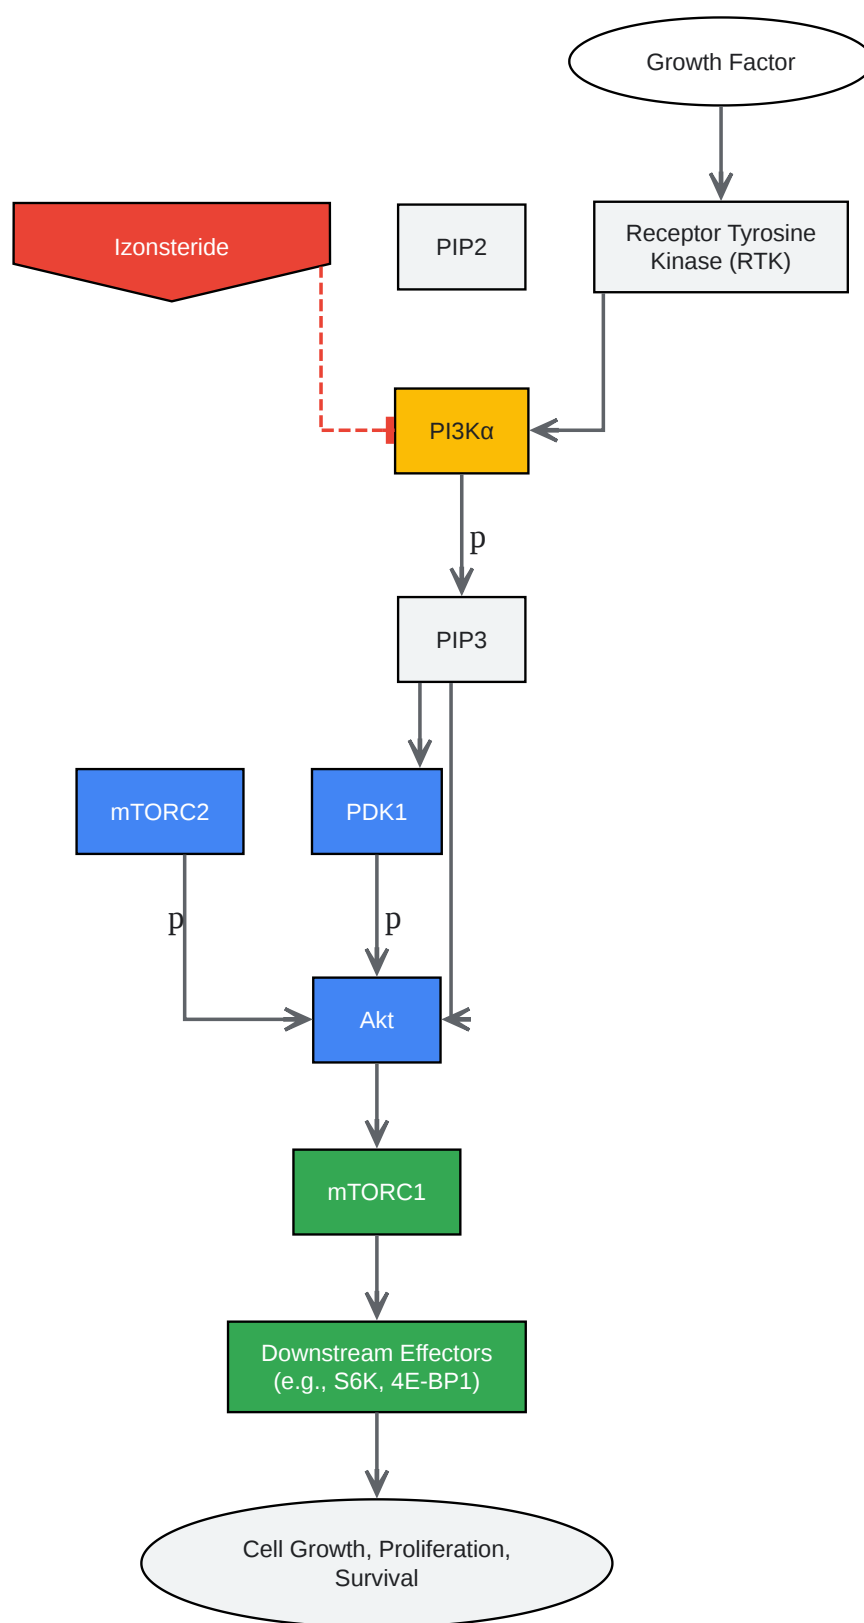 Growth Factor
Izonsteride
PIP2
Receptor Tyrosine
Kinase (RTK)
PI3Kα
p
PIP3
mTORC2
PDK1
p
p
Akt
mTORC1
Downstream Effectors
(e.g., S6K, 4E-BP1)
Cell Growth, Proliferation,
Survival